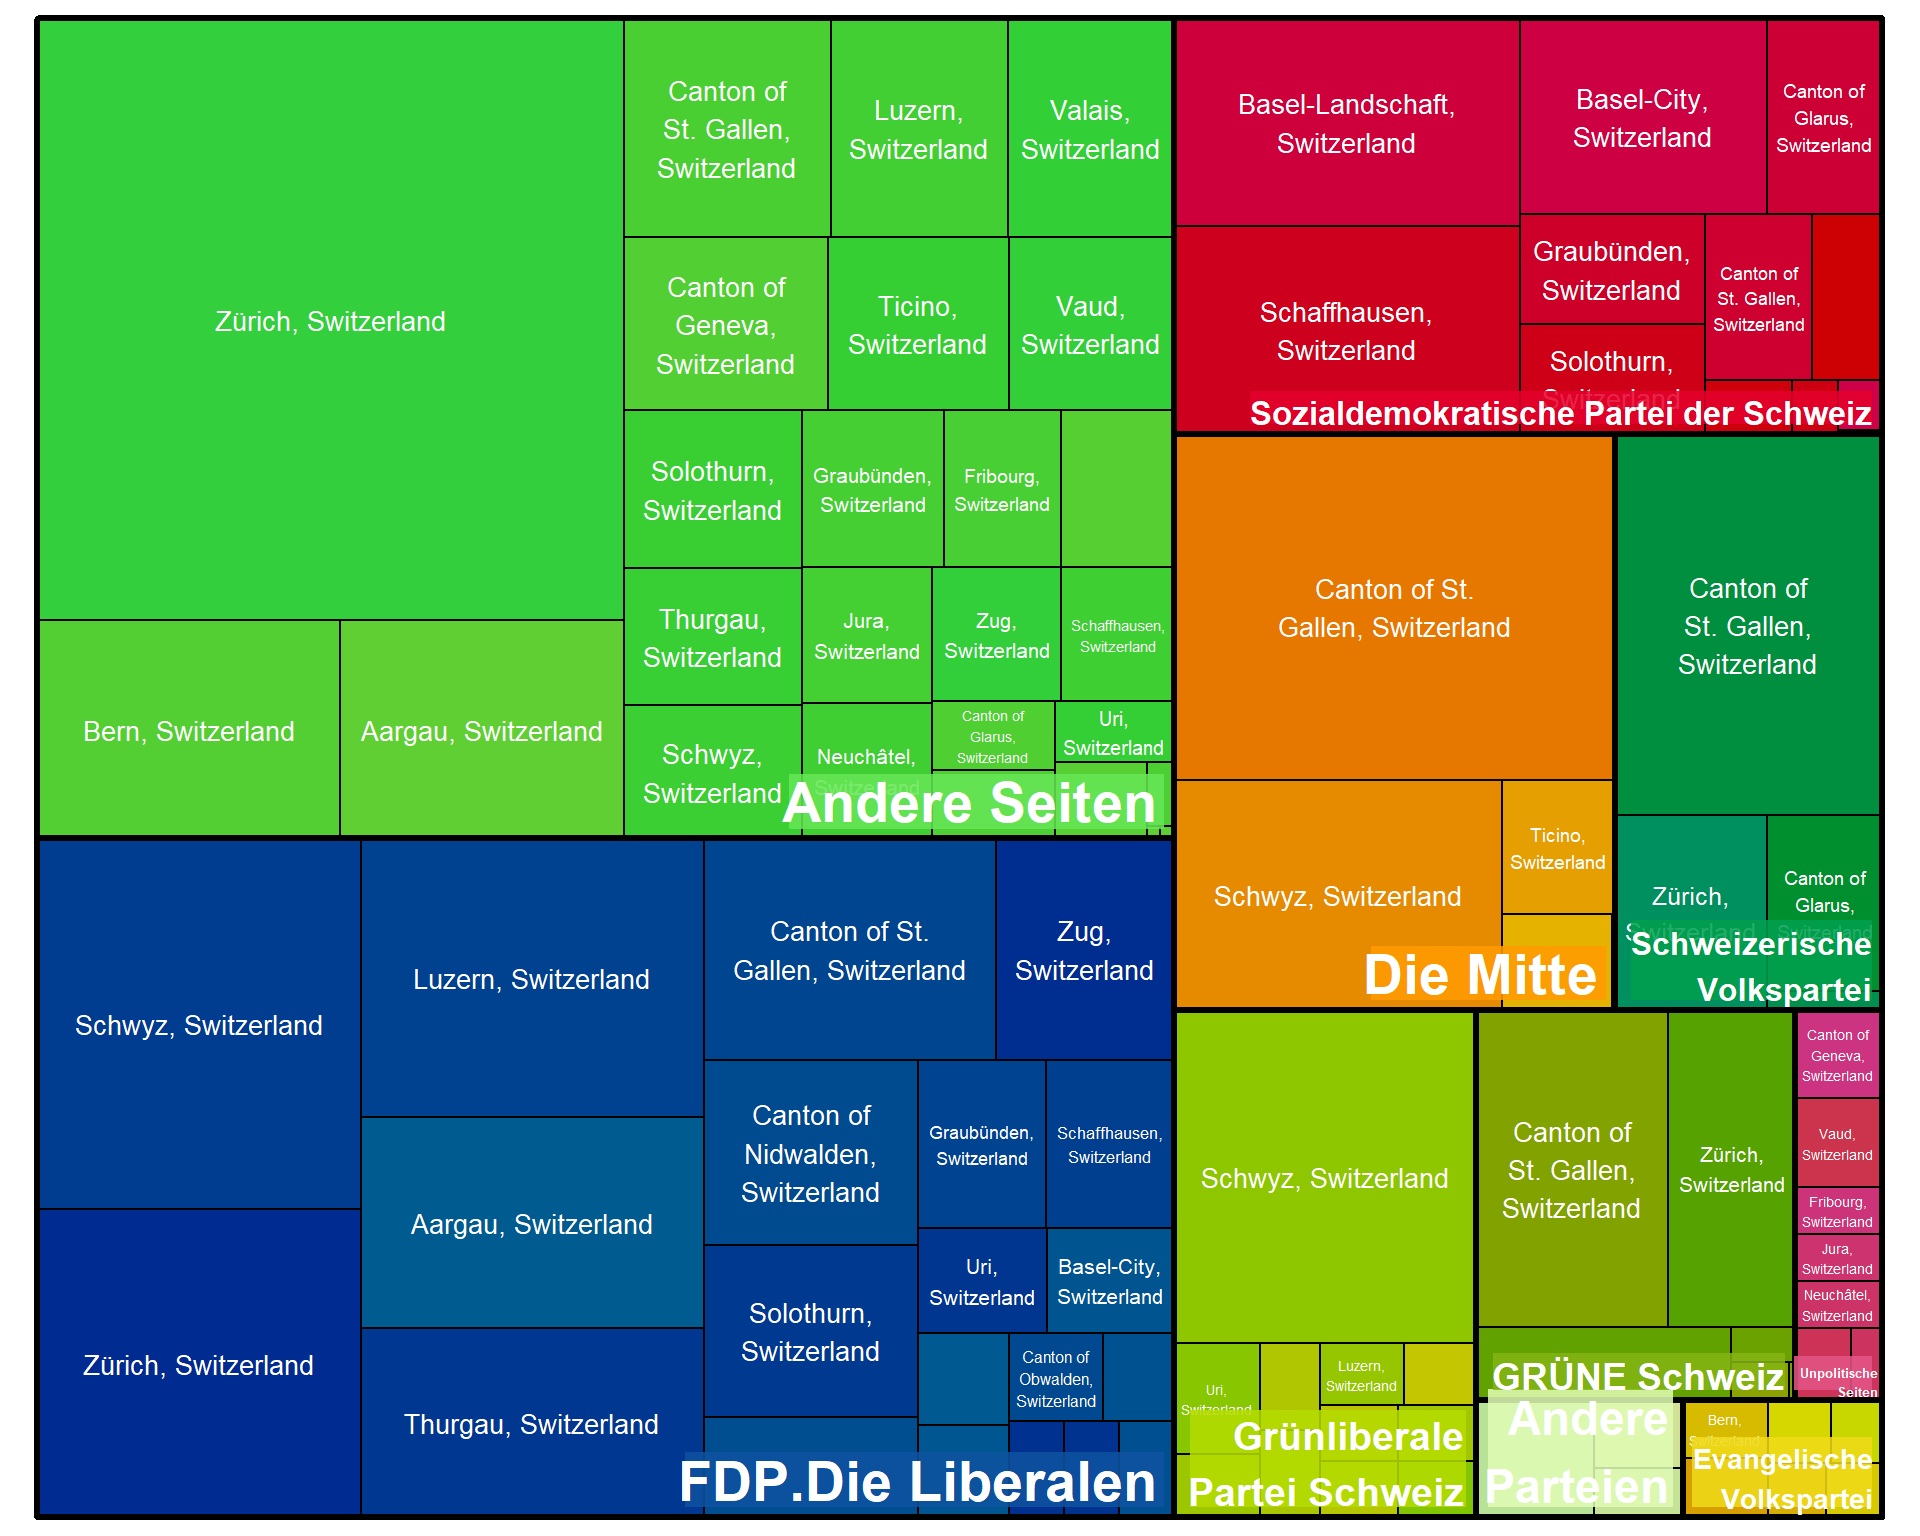 Zürich, Switzerland
Bern, Switzerland
Aargau, Switzerland
Canton of
St. Gallen,
Switzerland
Luzern,
Switzerland
Valais,
Switzerland
Canton of
Geneva,
Switzerland
Ticino,
Switzerland
Vaud,
Switzerland
Solothurn,
Switzerland
Graubünden,
Switzerland
Fribourg,
Switzerland
Thurgau,
Switzerland
Jura,
Switzerland
Zug,
Switzerland
Schaffhausen,
Switzerland
Schwyz,
Switzerland
Neuchâtel,
Switzerland
Canton of
Glarus,
Switzerland
Uri,
Switzerland
Andere Seiten
Schwyz, Switzerland
Zürich, Switzerland
Luzern, Switzerland
Aargau, Switzerland
Thurgau, Switzerland
Canton of St.
Gallen, Switzerland
Zug,
Switzerland
Canton of
Nidwalden,
Switzerland
Graubünden,
Switzerland
Schaffhausen,
Switzerland
Solothurn,
Switzerland
Uri,
Switzerland
Basel-City,
Switzerland
Canton of
Obwalden,
Switzerland
FDP.Die Liberalen
Basel-Landschaft,
Switzerland
Schaffhausen,
Switzerland
Basel-City,
Switzerland
Canton of
Glarus,
Switzerland
Graubünden,
Switzerland
Canton of
St. Gallen,
Switzerland
Solothurn,
Switzerland
Sozialdemokratische Partei der Schweiz
Canton of St.
Gallen, Switzerland
Schwyz, Switzerland
Ticino,
Switzerland
Die Mitte
Canton of
St. Gallen,
Switzerland
Zürich,
Switzerland
Canton of
Glarus,
Switzerland
Schweizerische
Volkspartei
Schwyz, Switzerland
Uri,
Switzerland
Luzern,
Switzerland
Grünliberale
Partei Schweiz
Canton of
St. Gallen,
Switzerland
Zürich,
Switzerland
GRÜNE Schweiz
Canton of
Geneva,
Switzerland
Vaud,
Switzerland
Fribourg,
Switzerland
Jura,
Switzerland
Neuchâtel,
Switzerland
Unpolitische
Seiten
Andere
Parteien
Bern,
Switzerland
Evangelische
Volkspartei